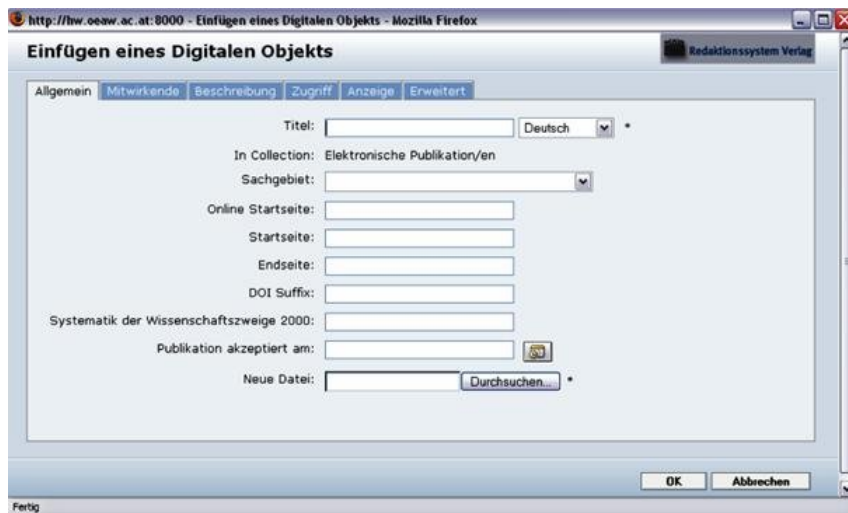 http://hw.oeaw.ac.at:8000 - Einfügen eines Digitalen Objekts - Mozilla Firefox
Einfügen eines Digitalen Objekts
Redaktionssystem Verlag
Allgemein Mitwirkende Beschreibung Zugriff Anzeige Erweitert
Titel: Deutsch *
In Collection: Elektronische Publikation/en
Sachgebiet:
Online Startseite:
Startseite:
Endseite:
DOI Suffix:
Systematik der Wissenschaftszweige 2000:
Publikation akzeptiert am:
Neue Datei: Durchsuchen... *
OK Abbrechen
Fertig